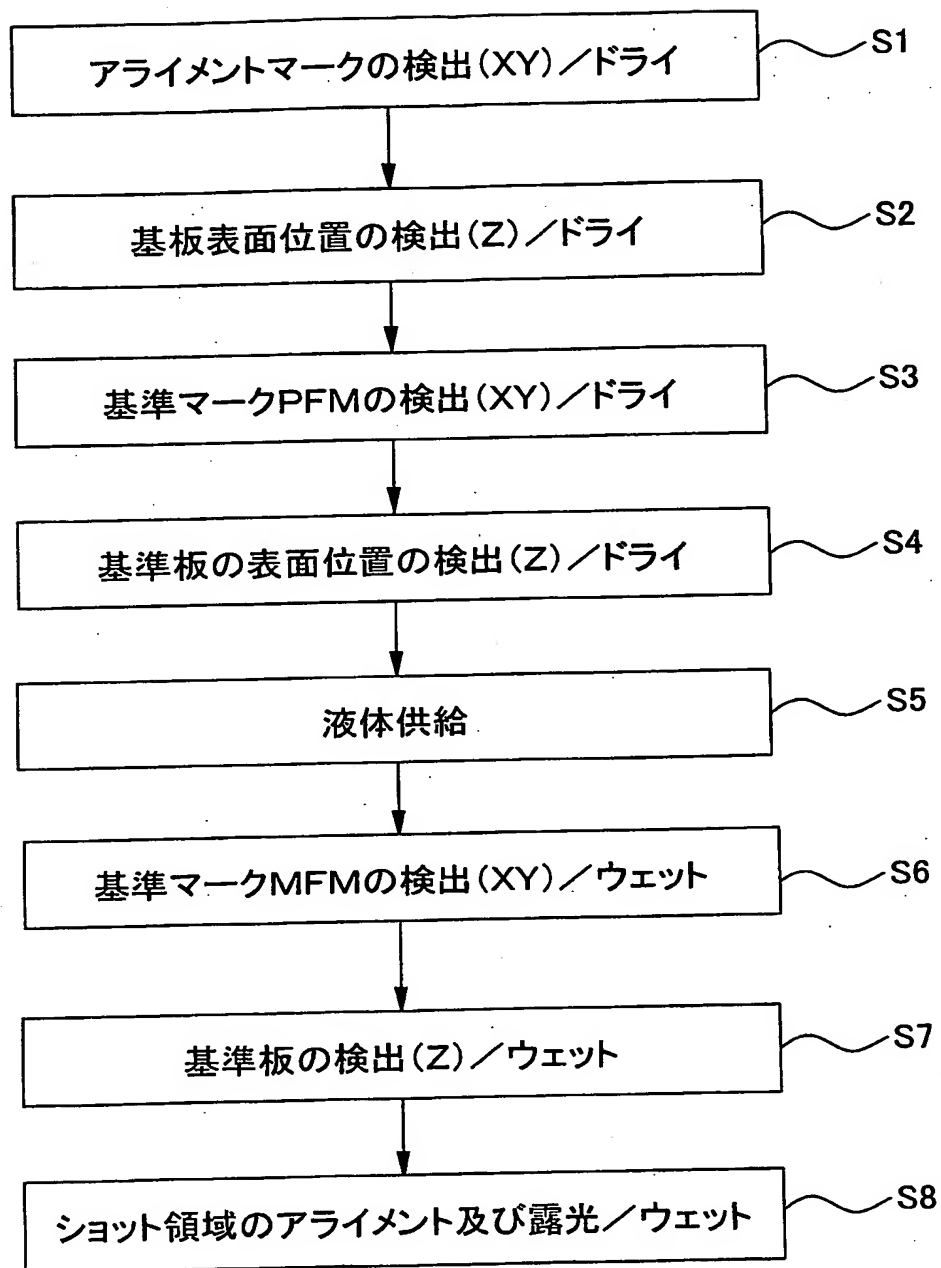 アライメントマークの検出(XY)／ドライ S1
基板表面位置の検出(Z)／ドライ S2
基準マークPFMの検出(XY)／ドライ S3
基準板の表面位置の検出(Z)／ドライ S4
液体供給 S5
基準マークMFMの検出(XY)／ウェット S6
基準板の検出(Z)／ウェット S7
ショット領域のアライメント及び露光／ウェット S8